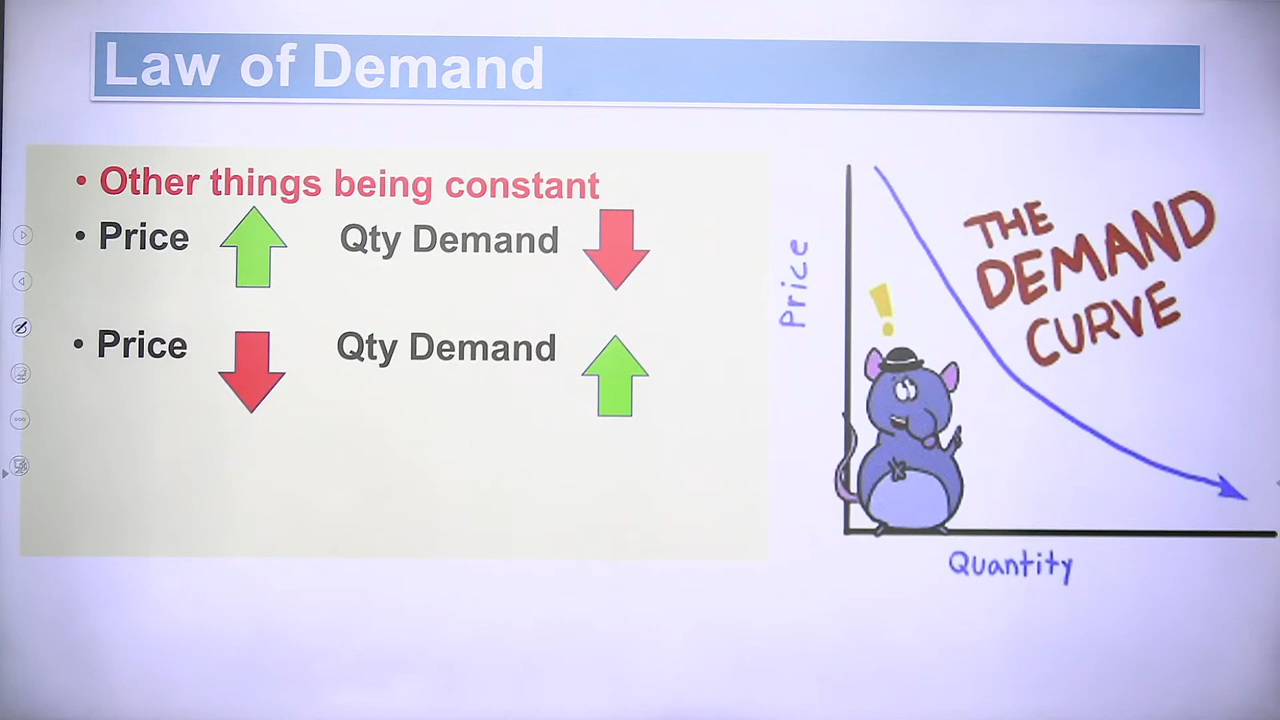 Law of Demand
• Other things being constant
• Price Qty Demand
• Price Qty Demand
Price
!
THE
DEMAND
CURVE
Quantity